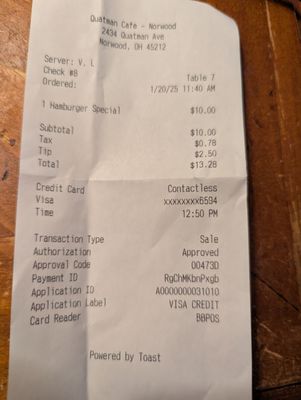 Quatman Cafe - Norwood
2434 Quatman Ave
Norwood, OH 45212
Server: V. L
Check #8 Table 7
Ordered: 1/20/25 11:40 AM
1 Hamburger Special $10.00
Subtotal $10.00
Tax $0.78
Tip $2.50
Total $13.28
Credit Card Contactless
Visa xxxxxxxx6594
Time 12:50 PM
Transaction Type Sale
Authorization Approved
Approval Code 00473D
Payment ID RgChMKbnPxgb
Application ID A0000000031010
Application Label VISA CREDIT
Card Reader BBPOS
Powered by Toast